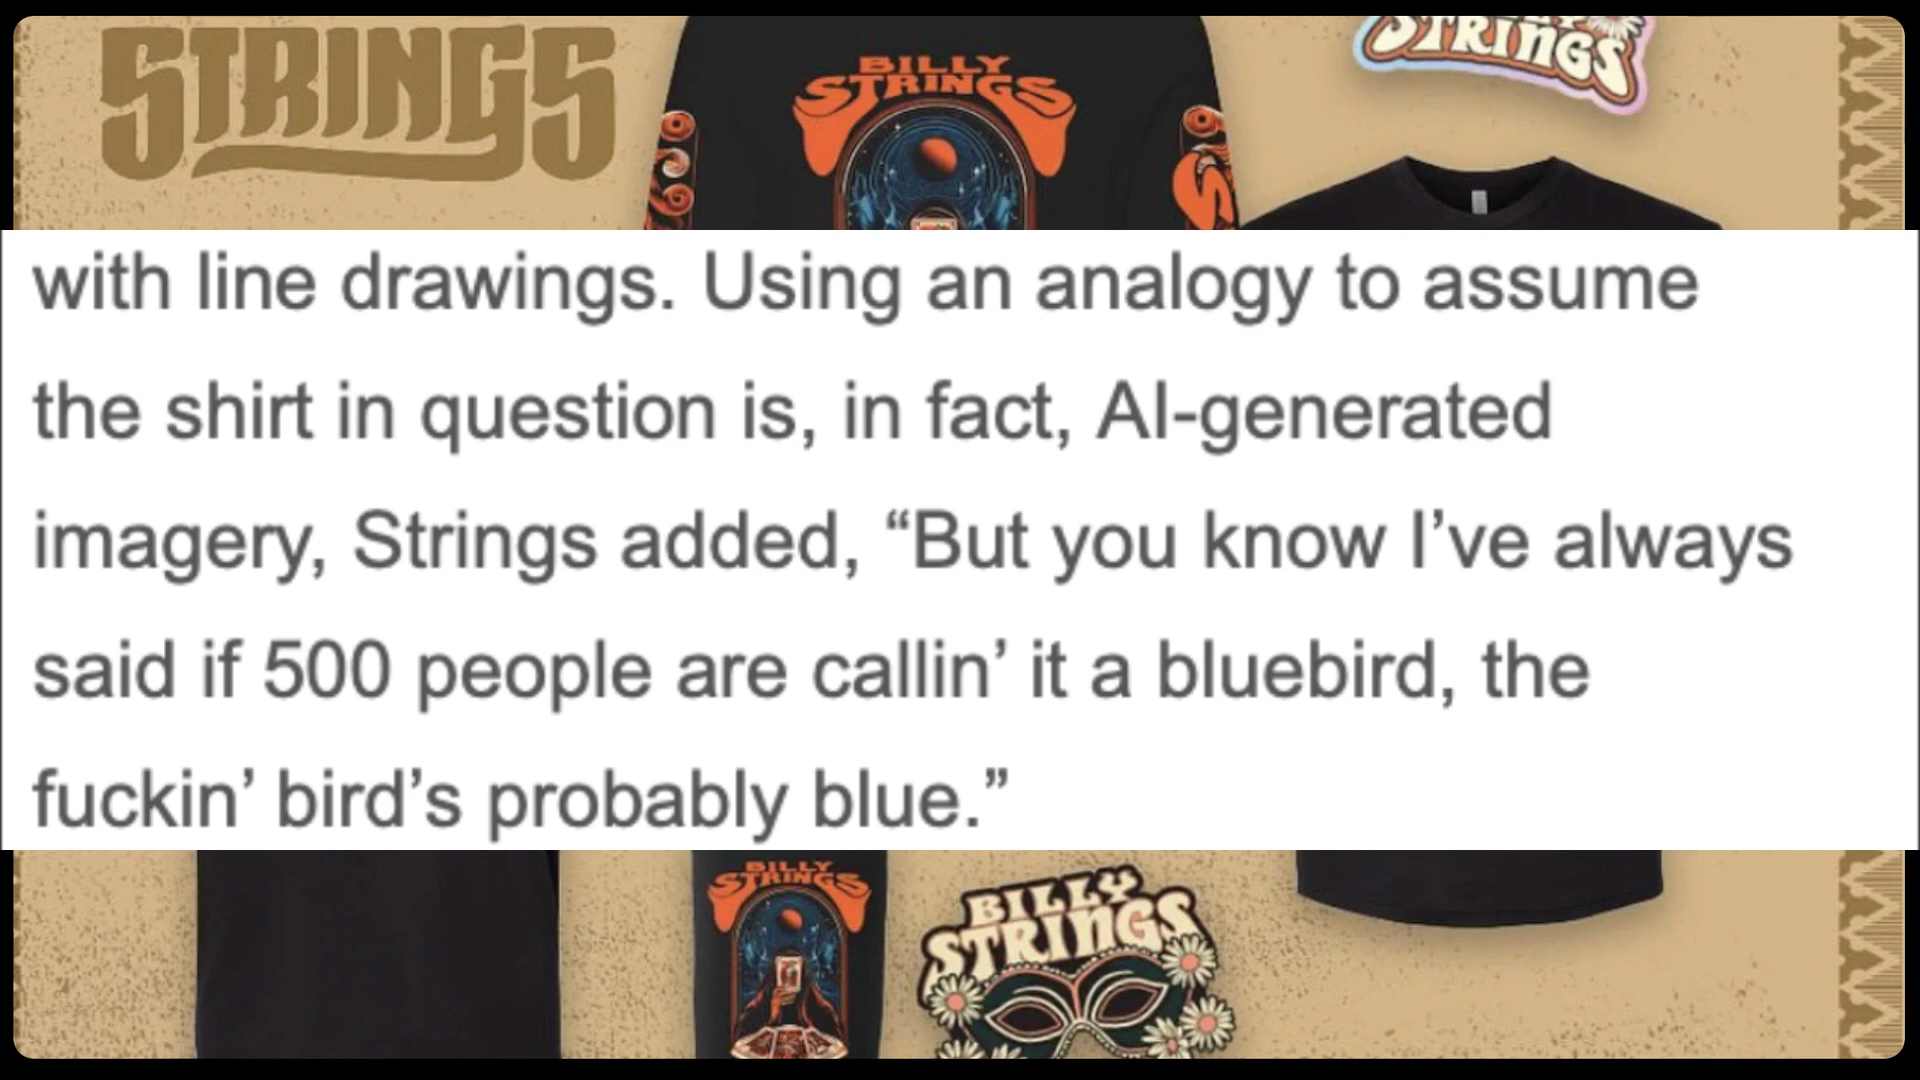 STRINGS
BILLY
STRINGS
STRINGS
with line drawings. Using an analogy to assume
the shirt in question is, in fact, AI-generated
imagery, Strings added, “But you know I’ve always
said if 500 people are callin’ it a bluebird, the
fuckin’ bird’s probably blue.”
BILLY
STRINGS
BILLY
STRINGS